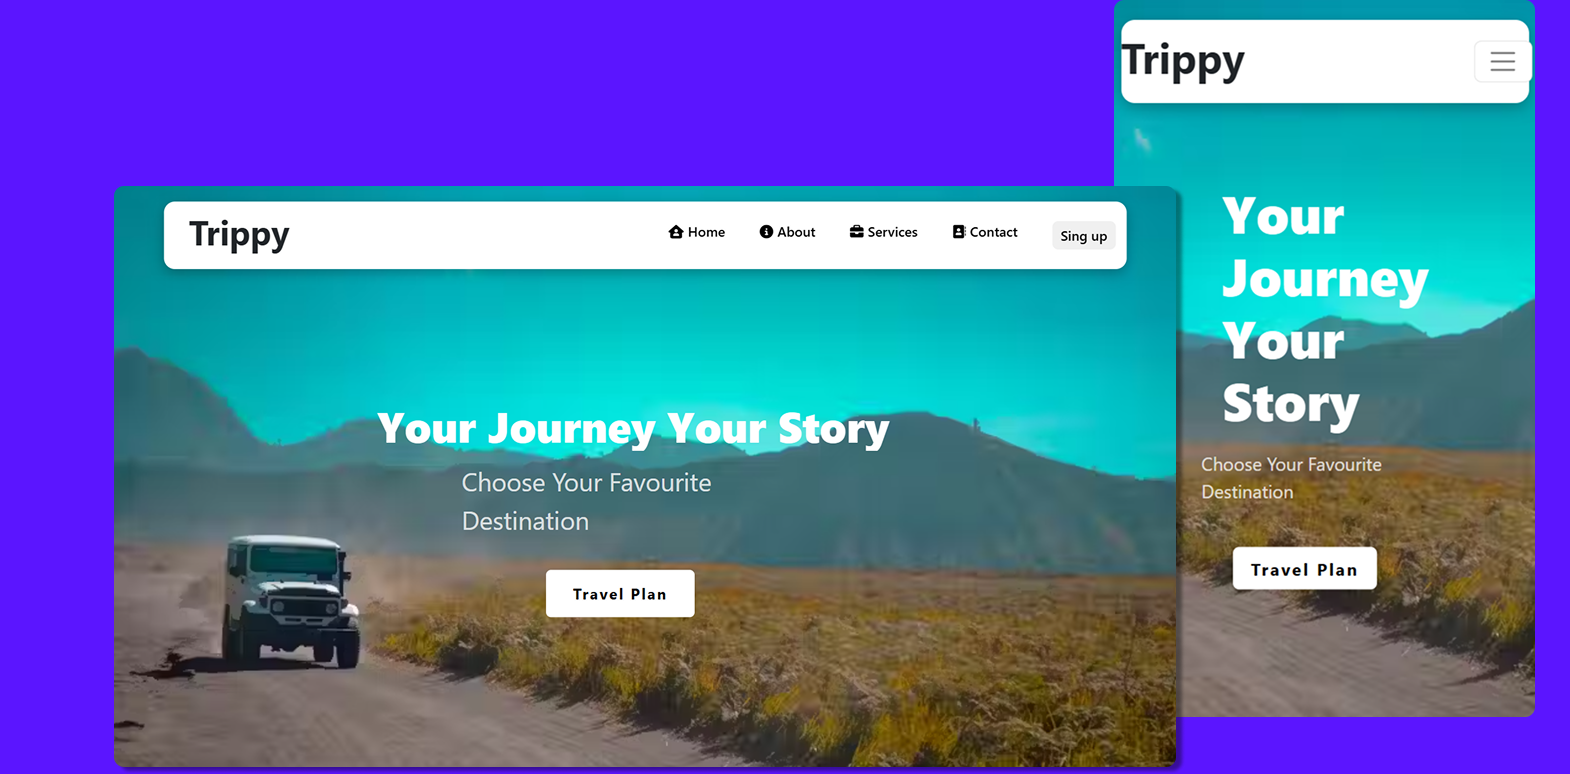 Trippy
Home About Services Contact Sing up
Your Journey Your Story
Choose Your Favourite
Destination
Travel Plan
Trippy
Your
Journey
Your
Story
Choose Your Favourite
Destination
Travel Plan